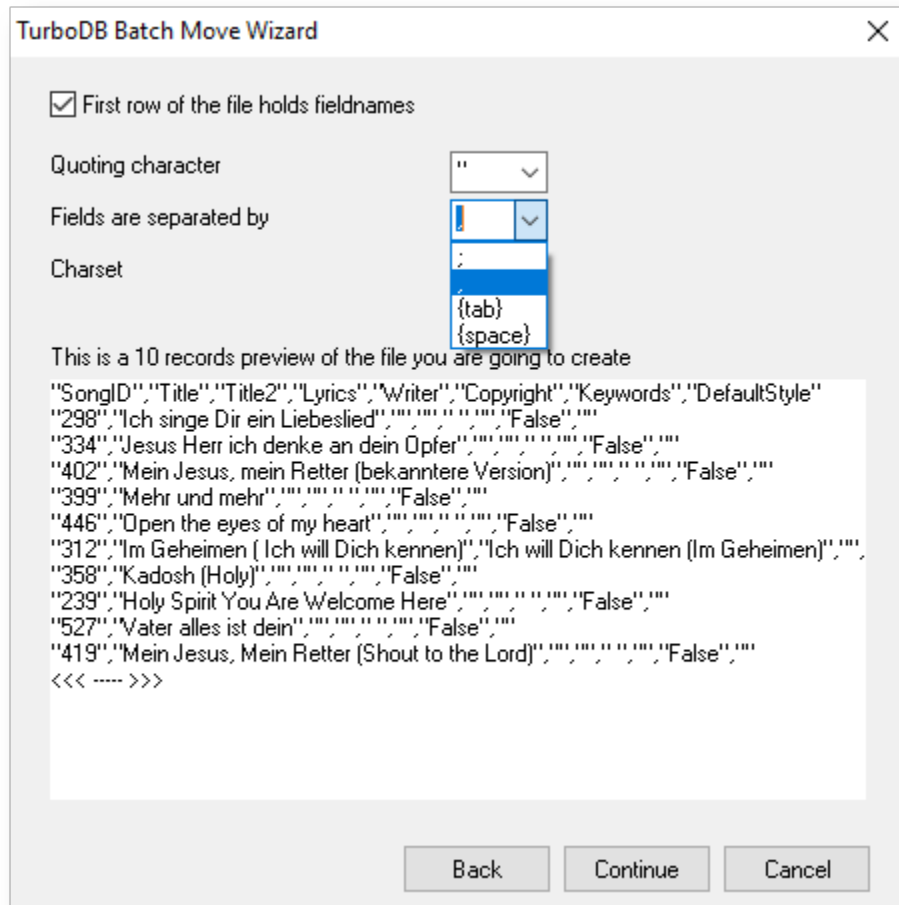 TurboDB Batch Move Wizard
First row of the file holds fieldnames
Quoting character "
Fields are separated by ,
Charset
;
,
{tab}
{space}
This is a 10 records preview of the file you are going to create
"SongID","Title","Title2","Lyrics","Writer","Copyright","Keywords","DefaultStyle"
"298","Ich singe Dir ein Liebeslied","",""," ","","False",""
"334","Jesus Herr ich denke an dein Opfer","",""," ","","False",""
"402","Mein Jesus, mein Retter (bekanntere Version)","",""," ","","False",""
"399","Mehr und mehr","",""," ","","False",""
"446","Open the eyes of my heart","",""," ","","False",""
"312","Im Geheimen ( Ich will Dich kennen)","Ich will Dich kennen (Im Geheimen)","",
"358","Kadosh (Holy)","",""," ","","False",""
"239","Holy Spirit You Are Welcome Here","",""," ","","False",""
"527","Vater alles ist dein","",""," ","","False",""
"419","Mein Jesus, Mein Retter (Shout to the Lord)","",""," ","","False",""
<<< ----- >>>
Back Continue Cancel